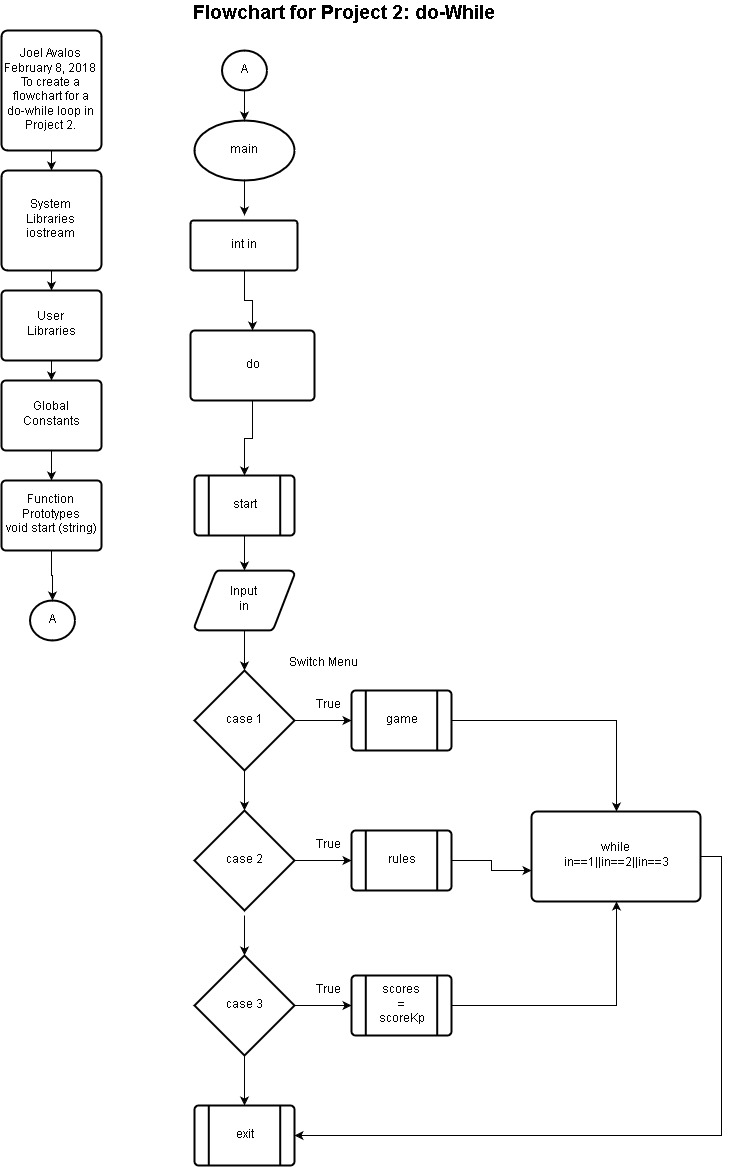 Flowchart for Project 2: do-While
Joel Avalos
February 8, 2018
To create a
flowchart for a
do-while loop in
Project 2.
System
Libraries
iostream
User
Libraries
Global
Constants
Function
Prototypes
void start (string)
A
A
main
int in
do
start
Input
in
Switch Menu
case 1
True
game
case 2
True
rules
case 3
True
scores
=
scoreKp
while
in==1||in==2||in==3
exit